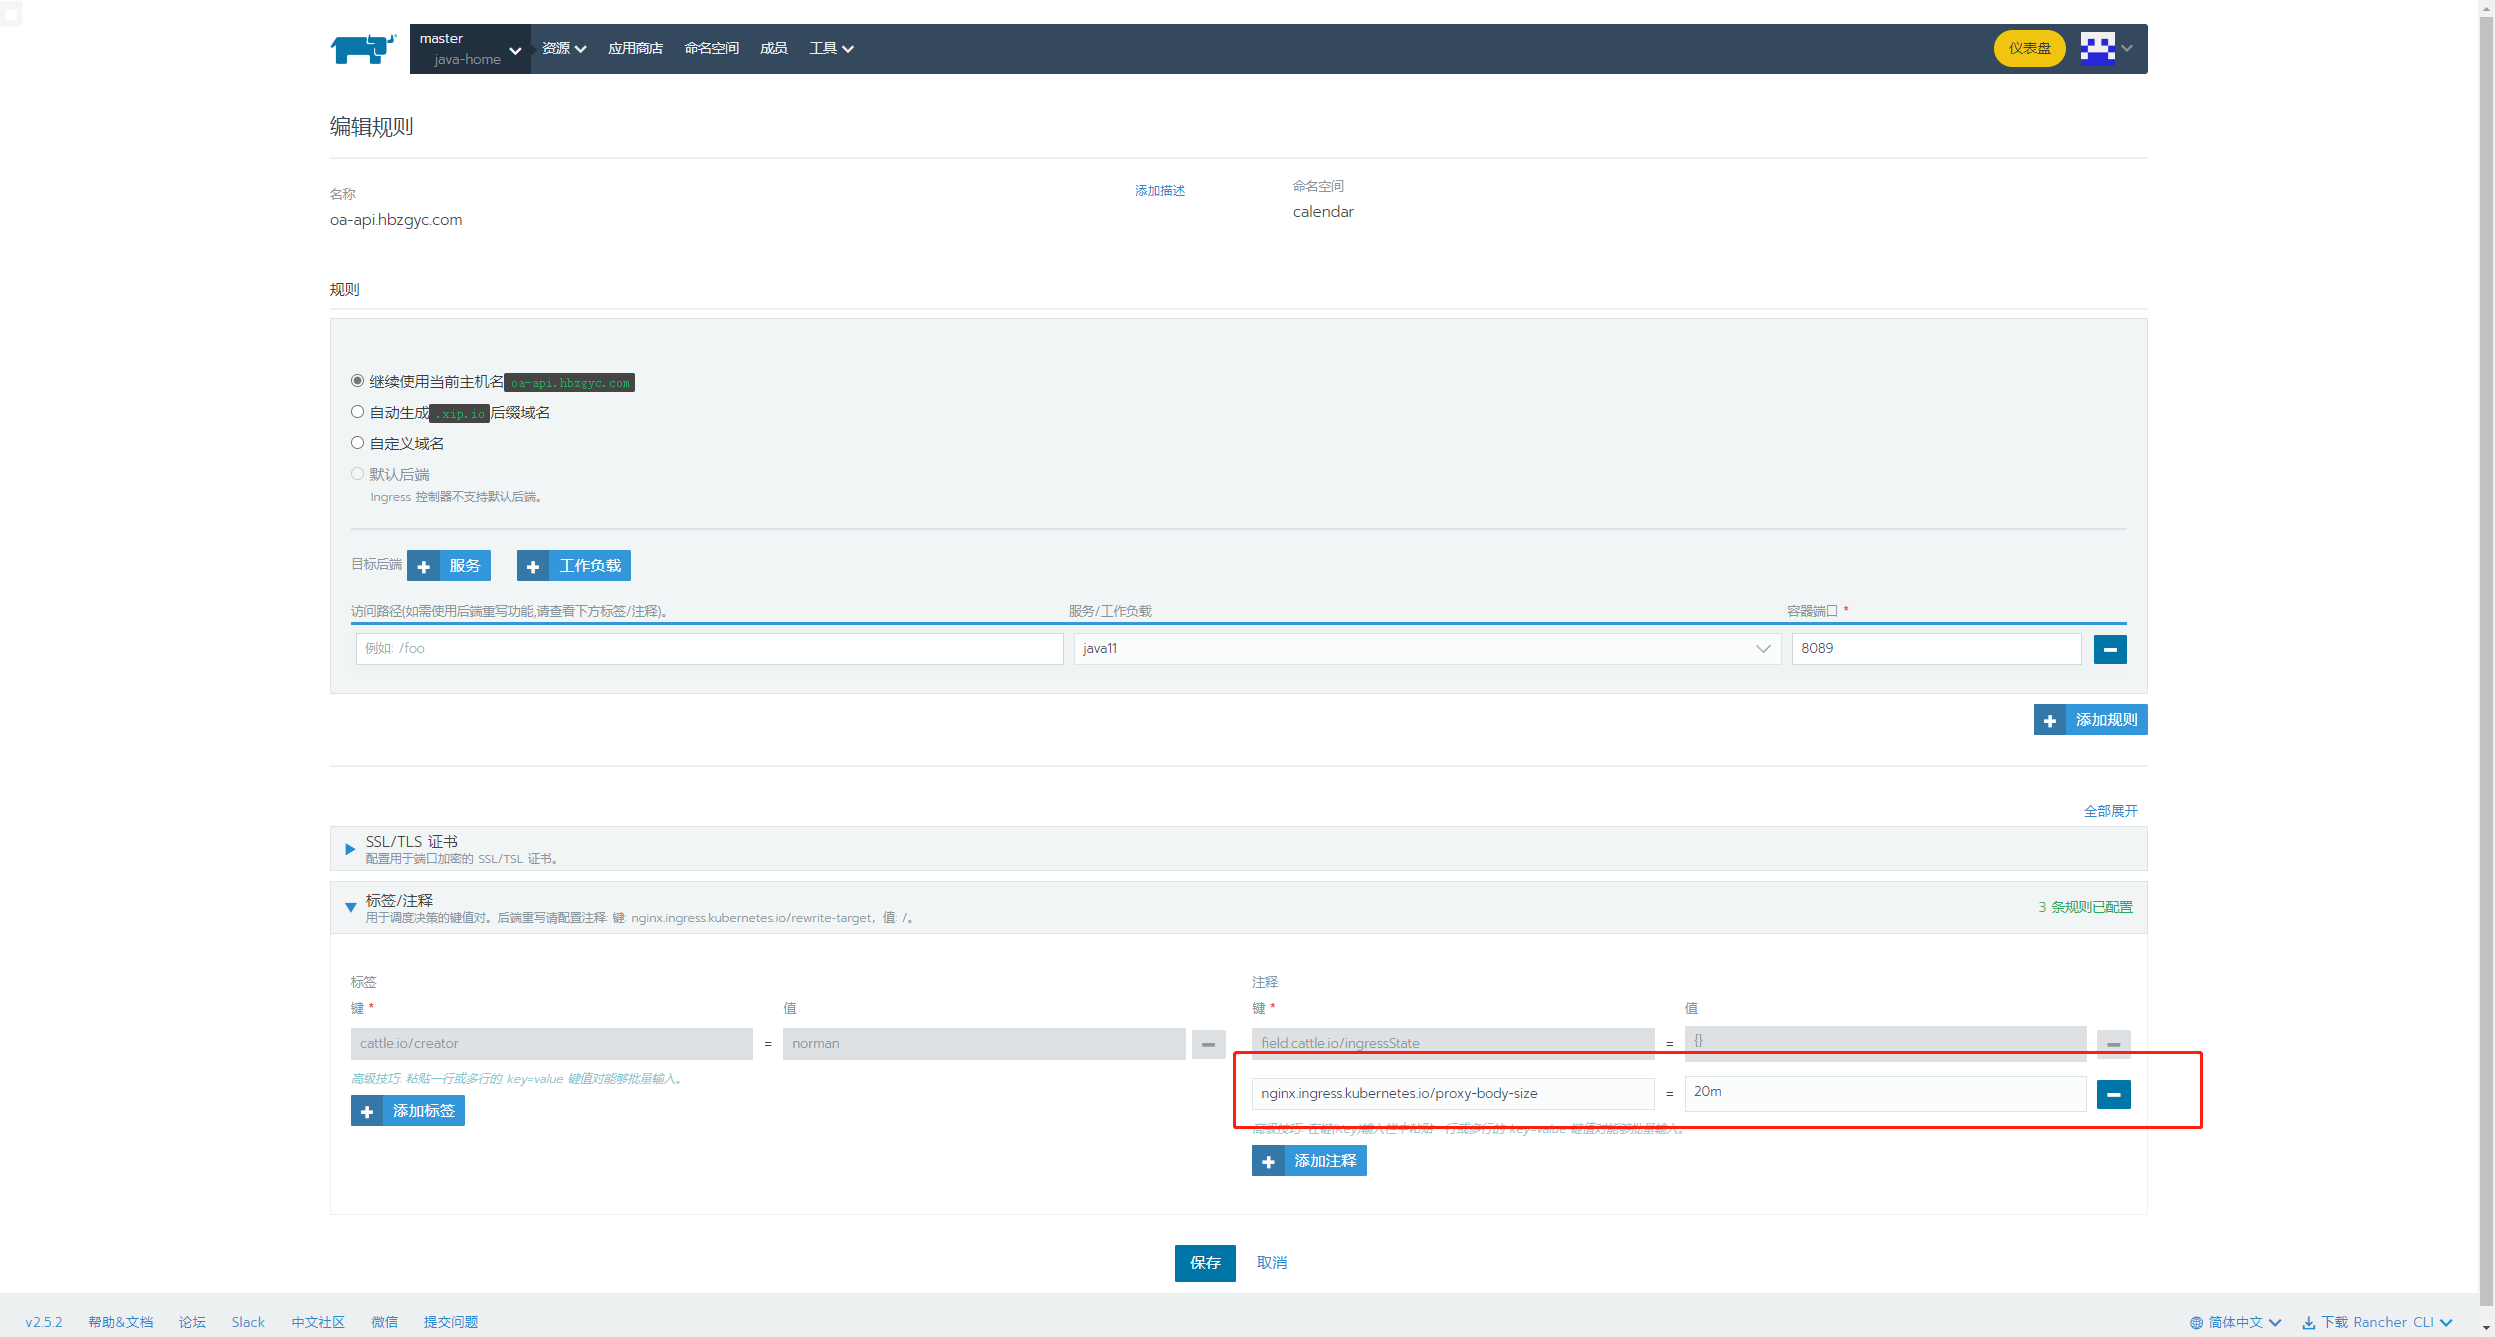 master
java-home
资源
应用商店
命名空间
成员
工具
仪表盘
编辑规则
名称
添加描述
命名空间
oa-api.hbzgyc.com
calendar
规则
继续使用当前主机名 oa-api.hbzgyc.com
自动生成 .xip.io 后缀域名
自定义域名
默认后端
Ingress 控制器不支持默认后端。
目标后端
服务
工作负载
访问路径(如需使用后端重写功能,请查看下方标签/注释)。
服务/工作负载
容器端口 *
例如: /foo
java11
8089
添加规则
全部展开
SSL/TLS 证书
配置用于端口加密的 SSL/TSL 证书。
标签/注释
用于调度决策的键值对。后端重写请配置注释: 键: nginx.ingress.kubernetes.io/rewrite-target，值: /。
3 条规则已配置
标签
注释
键 *
值
键 *
值
cattle.io/creator
=
norman
field.cattle.io/ingressState
=
{}
高级技巧: 粘贴一行或多行的 key=value 键值对能够批量输入。
nginx.ingress.kubernetes.io/proxy-body-size
=
20m
添加标签
高级技巧: 在键(Key)输入栏中粘贴一行或多行的 key=value 键值对能够批量输入。
添加注释
保存
取消
v2.5.2
帮助&文档
论坛
Slack
中文社区
微信
提交问题
简体中文
下载 Rancher CLI